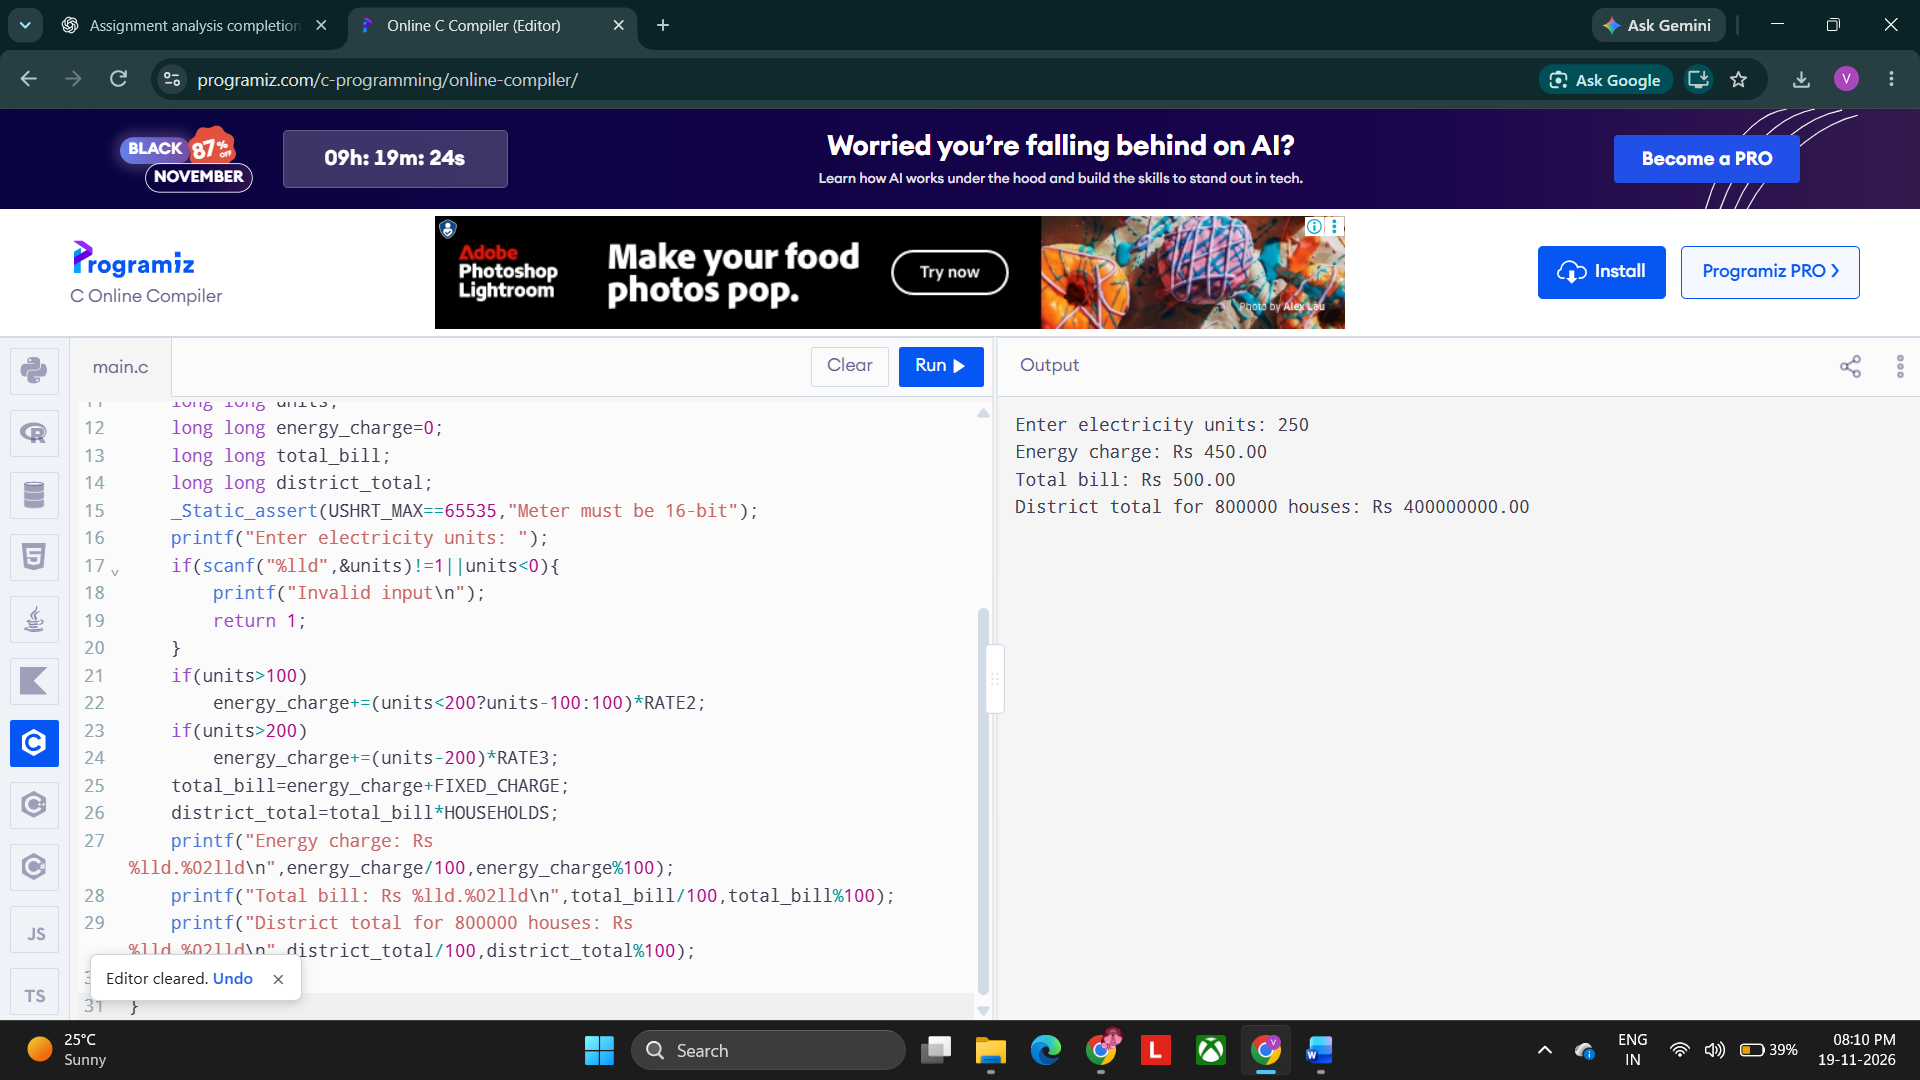 Assignment analysis completion
Online C Compiler (Editor)
Ask Gemini
programiz.com/c-programming/online-compiler/
Ask Google
V
BLACK 87% OFF
NOVEMBER
09h: 19m: 24s
Worried you’re falling behind on AI?
Learn how AI works under the hood and build the skills to stand out in tech.
Become a PRO
Programiz
C Online Compiler
Adobe
Photoshop
Lightroom
Make your food
photos pop.
Try now
Photo by Alex Lau
Install
Programiz PRO >
main.c
Clear
Run
Output
11 long long units;
12 long long energy_charge=0;
13 long long total_bill;
14 long long district_total;
15 _Static_assert(USHRT_MAX==65535,"Meter must be 16-bit");
16 printf("Enter electricity units: ");
17 if(scanf("%lld",&units)!=1||units<0){
18 printf("Invalid input\n");
19 return 1;
20 }
21 if(units>100)
22 energy_charge+=(units<200?units-100:100)*RATE2;
23 if(units>200)
24 energy_charge+=(units-200)*RATE3;
25 total_bill=energy_charge+FIXED_CHARGE;
26 district_total=total_bill*HOUSEHOLDS;
27 printf("Energy charge: Rs
%lld.%02lld\n",energy_charge/100,energy_charge%100);
28 printf("Total bill: Rs %lld.%02lld\n",total_bill/100,total_bill%100);
29 printf("District total for 800000 houses: Rs
%lld.%02lld\n",district_total/100,district_total%100);
31 }
Editor cleared. Undo
Enter electricity units: 250
Energy charge: Rs 450.00
Total bill: Rs 500.00
District total for 800000 houses: Rs 400000000.00
JS
TS
25°C
Sunny
Search
L
V
W
ENG
IN
39%
08:10 PM
19-11-2026